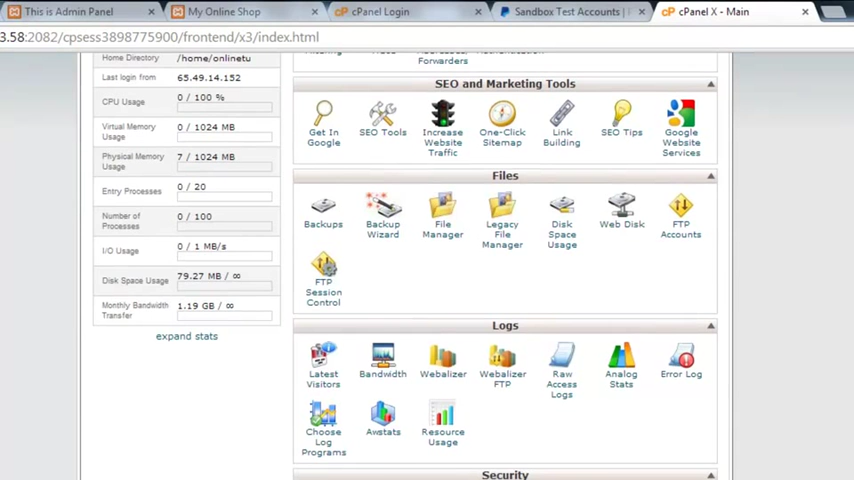 This is Admin Panel
My Online Shop
cPanel Login
Sandbox Test Accounts |
cPanel X - Main
3.58:2082/cpsess3898775900/frontend/x3/index.html
Home Directory /home/onlinetu
Last login from 65.49.14.152
CPU Usage 0 / 100 %
Virtual Memory Usage 0 / 1024 MB
Physical Memory Usage 7 / 1024 MB
Entry Processes 0 / 20
Number of Processes 0 / 100
I/O Usage 0 / 1 MB/s
Disk Space Usage 79.27 MB / ∞
Monthly Bandwidth Transfer 1.19 GB / ∞
expand stats
Forwarders
SEO and Marketing Tools
Get In Google
SEO Tools
Increase Website Traffic
One-Click Sitemap
Link Building
SEO Tips
Google Website Services
Files
Backups
Backup Wizard
File Manager
Legacy File Manager
Disk Space Usage
Web Disk
FTP Accounts
FTP Session Control
Logs
Latest Visitors
Bandwidth
Webalizer
Webalizer FTP
Raw Access Logs
Analog Stats
Error Log
Choose Log Programs
Awstats
Resource Usage
Security